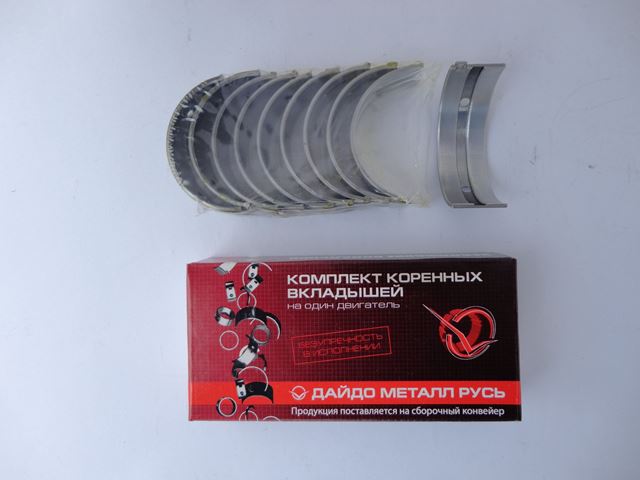 КОМПЛЕКТ КОРЕННЫХ
ВКЛАДЫШЕЙ
на один двигатель
БЕЗУПРЕЧНОСТЬ
В ИСПОЛНЕНИИ
ДАЙДО МЕТАЛЛ РУСЬ
Продукция поставляется на сборочный конвейер